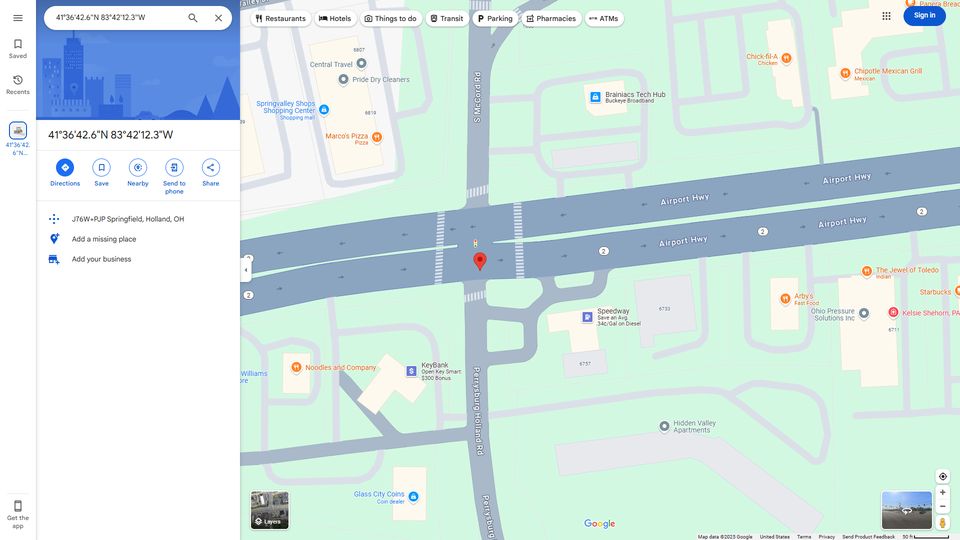 41°36'42.6"N 83°42'12.3"W
Saved
Recents
41°36'42.
6"N...
Get the
app
41°36'42.6"N 83°42'12.3"W
Directions
Save
Nearby
Send to
phone
Share
J76W+PJP Springfield, Holland, OH
Add a missing place
Add your business
Restaurants
Hotels
Things to do
Transit
Parking
Pharmacies
ATMs
Sign in
Panera Bread
6807
Central Travel
Pride Dry Cleaners
Springvalley Shops
Shopping Center
Shopping mall
6819
Marco's Pizza
Pizza
S McCord Rd
Brainiacs Tech Hub
Buckeye Broadband
Chick-fil-A
Chicken
Chipotle Mexican Grill
Mexican
Airport Hwy
Airport Hwy
Airport Hwy
Airport Hwy
2
2
2
2
Speedway
Save an Avg.
.34c/Gal on Diesel
6733
6757
The Jewel of Toledo
Indian
Arby's
Fast Food
Starbucks
Ohio Pressure
Solutions Inc
Kelsie Shehorn, PA
6711
Noodles and Company
Williams
ore
KeyBank
Open Key Smart
$300 Bonus
Perrysburg Holland Rd
Hidden Valley
Apartments
Glass City Coins
Coin dealer
Perrysburg
Layers
Google
Map data ©2025 Google
United States
Terms
Privacy
Send Product Feedback
50 ft